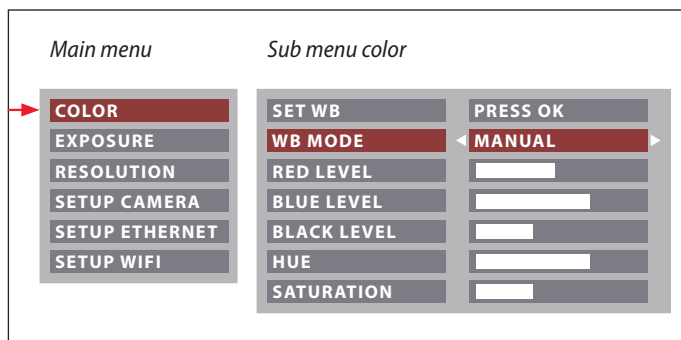 Main menu
Sub menu color
COLOR
EXPOSURE
RESOLUTION
SETUP CAMERA
SETUP ETHERNET
SETUP WIFI
SET WB PRESS OK
WB MODE MANUAL
RED LEVEL
BLUE LEVEL
BLACK LEVEL
HUE
SATURATION